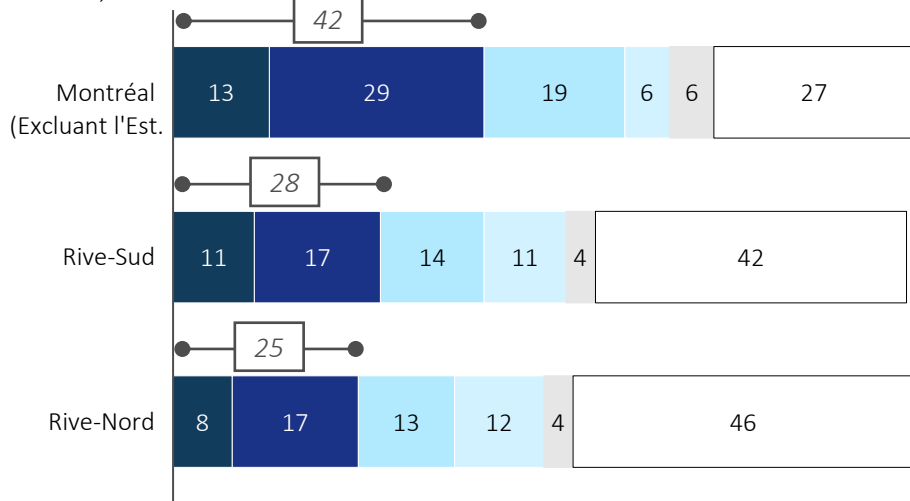 42
Montréal
(Excluant l'Est.
13 29 19 6 6 27
28
Rive-Sud 11 17 14 11 4 42
25
Rive-Nord 8 17 13 12 4 46